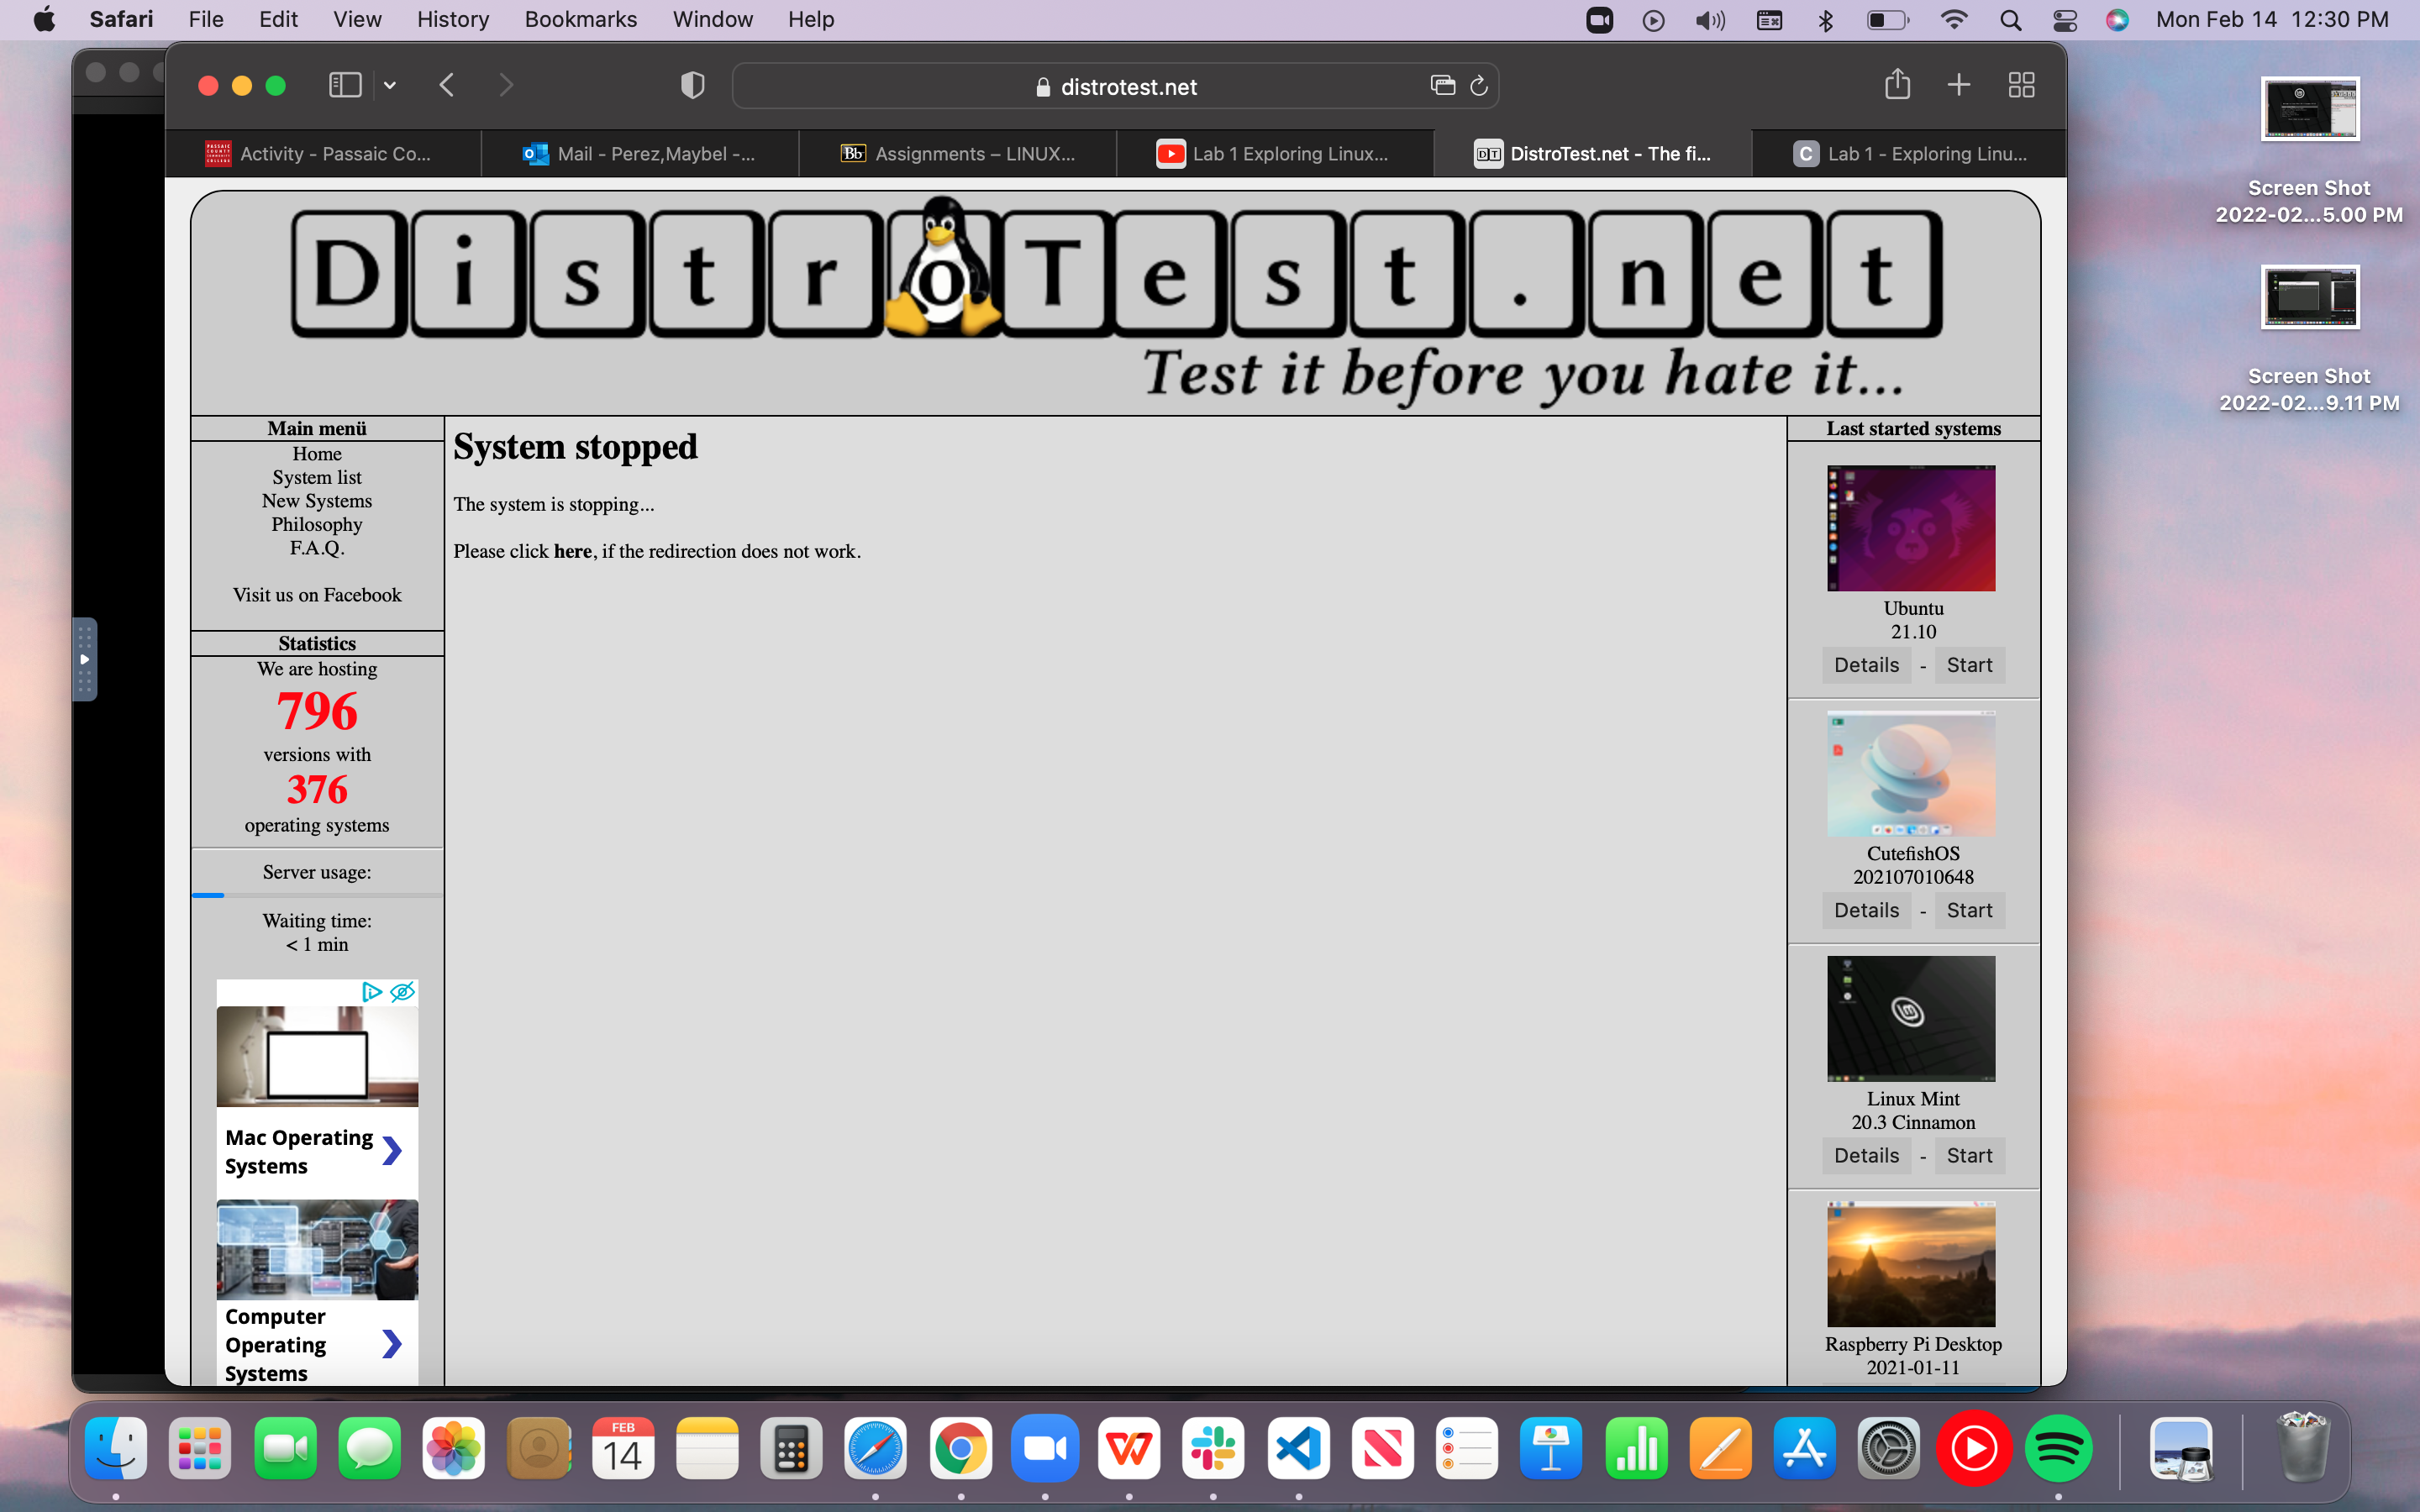 Safari File Edit View History Bookmarks Window Help Mon Feb 14 12:30 PM
distrotest.net
Activity - Passaic Co... Mail - Perez,Maybel -... Bb Assignments – LINUX... Lab 1 Exploring Linux... DT DistroTest.net - The fi... C Lab 1 - Exploring Linu...
DistroTest.net
Test it before you hate it...
Main menü
Home
System list
New Systems
Philosophy
F.A.Q.
Visit us on Facebook
Statistics
We are hosting
796
versions with
376
operating systems
Server usage:
Waiting time:
< 1 min
Mac Operating
Systems
Computer
Operating
Systems
System stopped
The system is stopping...
Please click here, if the redirection does not work.
Last started systems
Ubuntu
21.10
Details - Start
CutefishOS
202107010648
Details - Start
Linux Mint
20.3 Cinnamon
Details - Start
Raspberry Pi Desktop
2021-01-11
Screen Shot
2022-02...5.00 PM
Screen Shot
2022-02...9.11 PM
FEB
14